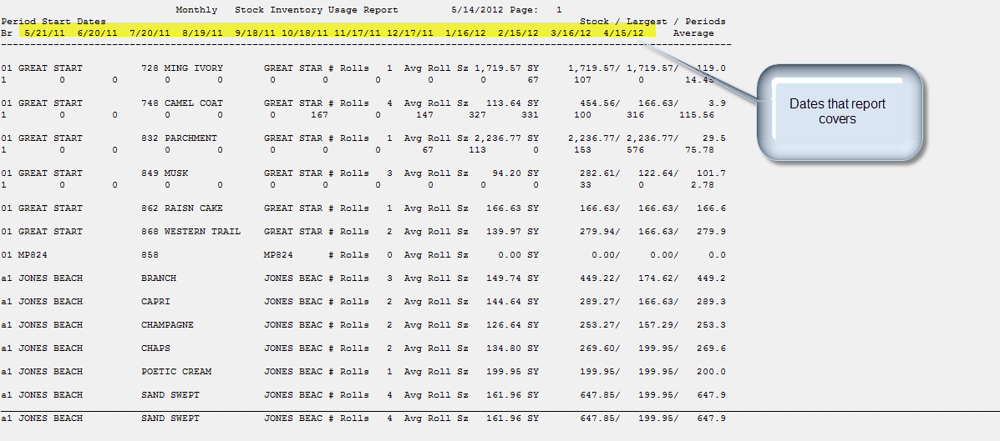 Monthly Stock Inventory Usage Report 5/14/2012 Page: 1
Period Start Dates Stock / Largest / Periods
Br 5/21/11 6/20/11 7/20/11 8/19/11 9/18/11 10/18/11 11/17/11 12/17/11 1/16/12 2/15/12 3/16/12 4/15/12 Average
01 GREAT START 728 MING IVORY GREAT STAR # Rolls 1 Avg Roll Sz 1,719.57 SY 1,719.57/ 1,719.57/ 119.0
1 0 0 0 0 0 0 0 0 0 67 107 0 14.45
01 GREAT START 748 CAMEL COAT GREAT STAR # Rolls 4 Avg Roll Sz 113.64 SY 454.56/ 166.63/ 3.9
1 0 0 0 0 0 167 0 147 327 331 100 316 115.56
01 GREAT START 832 PARCHMENT GREAT STAR # Rolls 1 Avg Roll Sz 2,236.77 SY 2,236.77/ 2,236.77/ 29.5
1 0 0 0 0 0 0 0 67 113 0 153 576 75.78
01 GREAT START 849 MUSK GREAT STAR # Rolls 3 Avg Roll Sz 94.20 SY 282.61/ 122.64/ 101.7
1 0 0 0 0 0 0 0 0 0 0 33 0 2.78
01 GREAT START 862 RAISN CAKE GREAT STAR # Rolls 1 Avg Roll Sz 166.63 SY 166.63/ 166.63/ 166.6
01 GREAT START 868 WESTERN TRAIL GREAT STAR # Rolls 2 Avg Roll Sz 139.97 SY 279.94/ 166.63/ 279.9
01 MP824 858 MP824 # Rolls 0 Avg Roll Sz 0.00 SY 0.00/ 0.00/ 0.0
a1 JONES BEACH BRANCH JONES BEAC # Rolls 3 Avg Roll Sz 149.74 SY 449.22/ 174.62/ 449.2
a1 JONES BEACH CAPRI JONES BEAC # Rolls 2 Avg Roll Sz 144.64 SY 289.27/ 166.63/ 289.3
a1 JONES BEACH CHAMPAGNE JONES BEAC # Rolls 2 Avg Roll Sz 126.64 SY 253.27/ 157.29/ 253.3
a1 JONES BEACH CHAPS JONES BEAC # Rolls 2 Avg Roll Sz 134.80 SY 269.60/ 199.95/ 269.6
a1 JONES BEACH POETIC CREAM JONES BEAC # Rolls 1 Avg Roll Sz 199.95 SY 199.95/ 199.95/ 200.0
a1 JONES BEACH SAND SWEPT JONES BEAC # Rolls 4 Avg Roll Sz 161.96 SY 647.85/ 199.95/ 647.9
a1 JONES BEACH SAND SWEPT JONES BEAC # Rolls 4 Avg Roll Sz 161.96 SY 647.85/ 199.95/ 647.9
Dates that report
covers